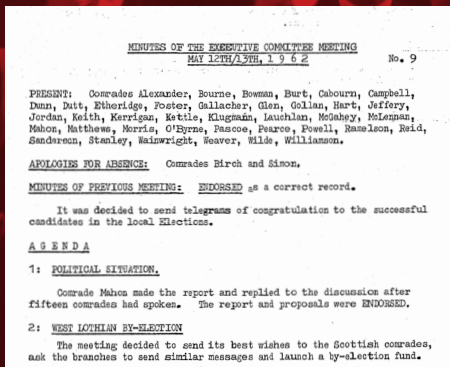 MINUTES OF THE EXECUTIVE COMMITTEE MEETING
MAY 12TH/13TH, 1962 No. 9
PRESENT: Comrades Alexander, Bourne, Bowman, Burt, Cabourn, Campbell,
Dunn, Dutt, Etheridge, Foster, Gallacher, Glen, Gollan, Hart, Jeffery,
Jordan, Keith, Kerrigan, Kettle, Klugmann, Lauchlan, McGahey, McLennan,
Mahon, Matthews, Morris, O'Byrne, Pascoe, Pearce, Powell, Ramelson, Reid,
Sanderson, Stanley, Wainwright, Weaver, Wilde, Williamson.
APOLOGIES FOR ABSENCE: Comrades Birch and Simon.
MINUTES OF PREVIOUS MEETING: ENDORSED as a correct record.
It was decided to send telegrams of congratulation to the successful
candidates in the local Elections.
AGENDA
1: POLITICAL SITUATION.
Comrade Mahon made the report and replied to the discussion after
fifteen comrades had spoken. The report and proposals were ENDORSED.
2: WEST LOTHIAN BY-ELECTION
The meeting decided to send its best wishes to the Scottish comrades,
ask the branches to send similar messages and launch a by-election fund.